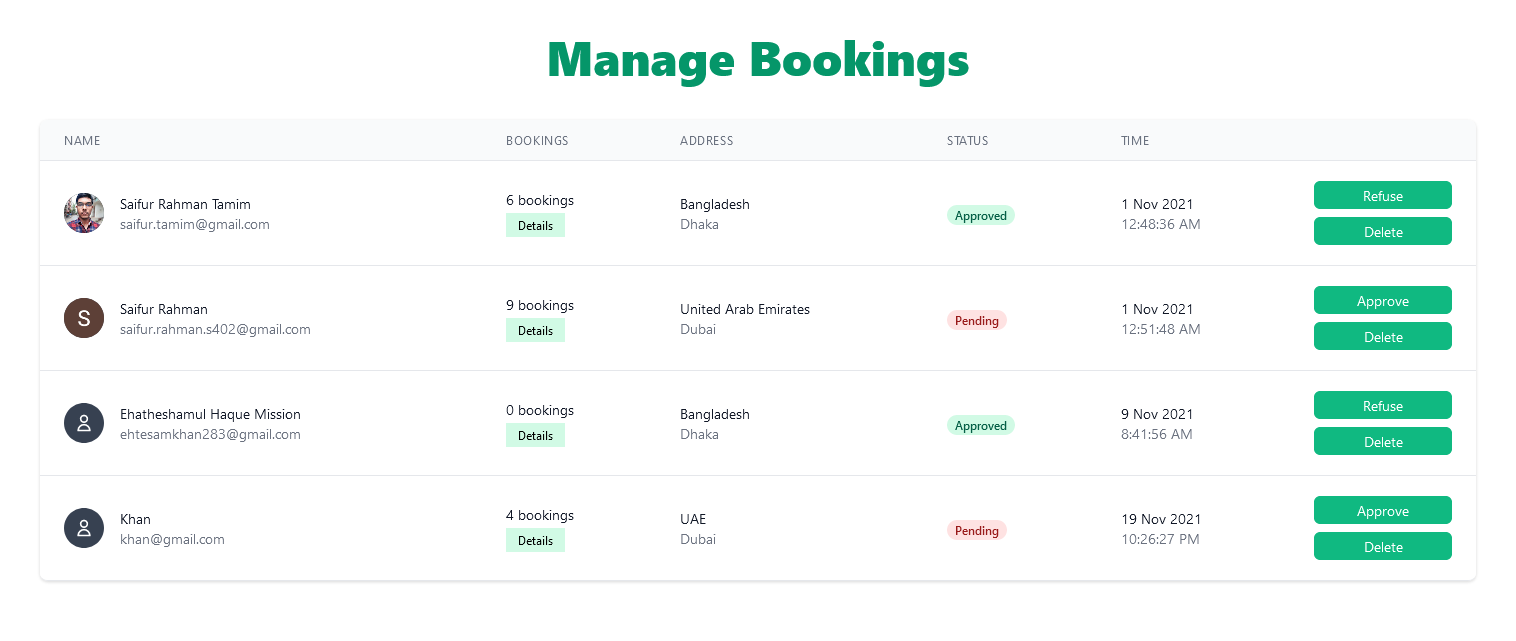 Manage Bookings
NAME BOOKINGS ADDRESS STATUS TIME
Saifur Rahman Tamim
saifur.tamim@gmail.com
6 bookings
Details
Bangladesh
Dhaka
Approved
1 Nov 2021
12:48:36 AM
Refuse
Delete
S
Saifur Rahman
saifur.rahman.s402@gmail.com
9 bookings
Details
United Arab Emirates
Dubai
Pending
1 Nov 2021
12:51:48 AM
Approve
Delete
Ehatheshamul Haque Mission
ehtesamkhan283@gmail.com
0 bookings
Details
Bangladesh
Dhaka
Approved
9 Nov 2021
8:41:56 AM
Refuse
Delete
Khan
khan@gmail.com
4 bookings
Details
UAE
Dubai
Pending
19 Nov 2021
10:26:27 PM
Approve
Delete